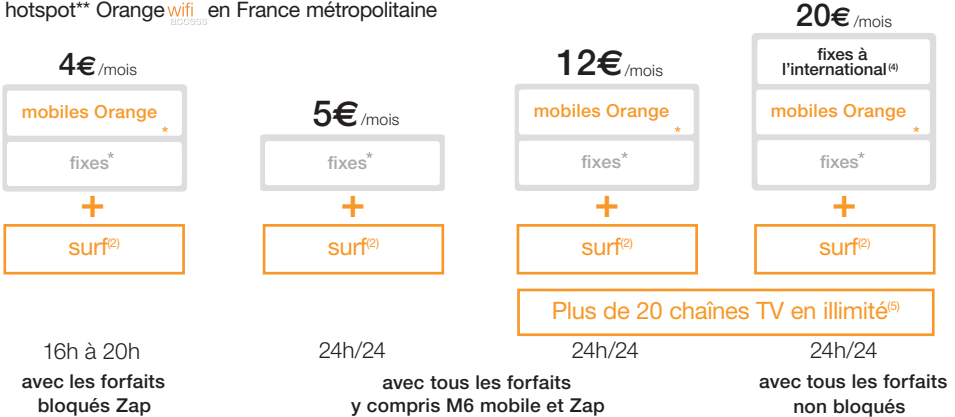 hotspot** Orange wifi access en France métropolitaine
4€/mois
mobiles Orange*
fixes*
+
surf(2)
16h à 20h
avec les forfaits
bloqués Zap
5€/mois
fixes*
+
surf(2)
24h/24
12€/mois
mobiles Orange*
fixes*
+
surf(2)
24h/24
avec tous les forfaits
y compris M6 mobile et Zap
20€/mois
fixes à
l'international(4)
mobiles Orange*
fixes*
+
surf(2)
Plus de 20 chaînes TV en illimité(5)
24h/24
avec tous les forfaits
non bloqués